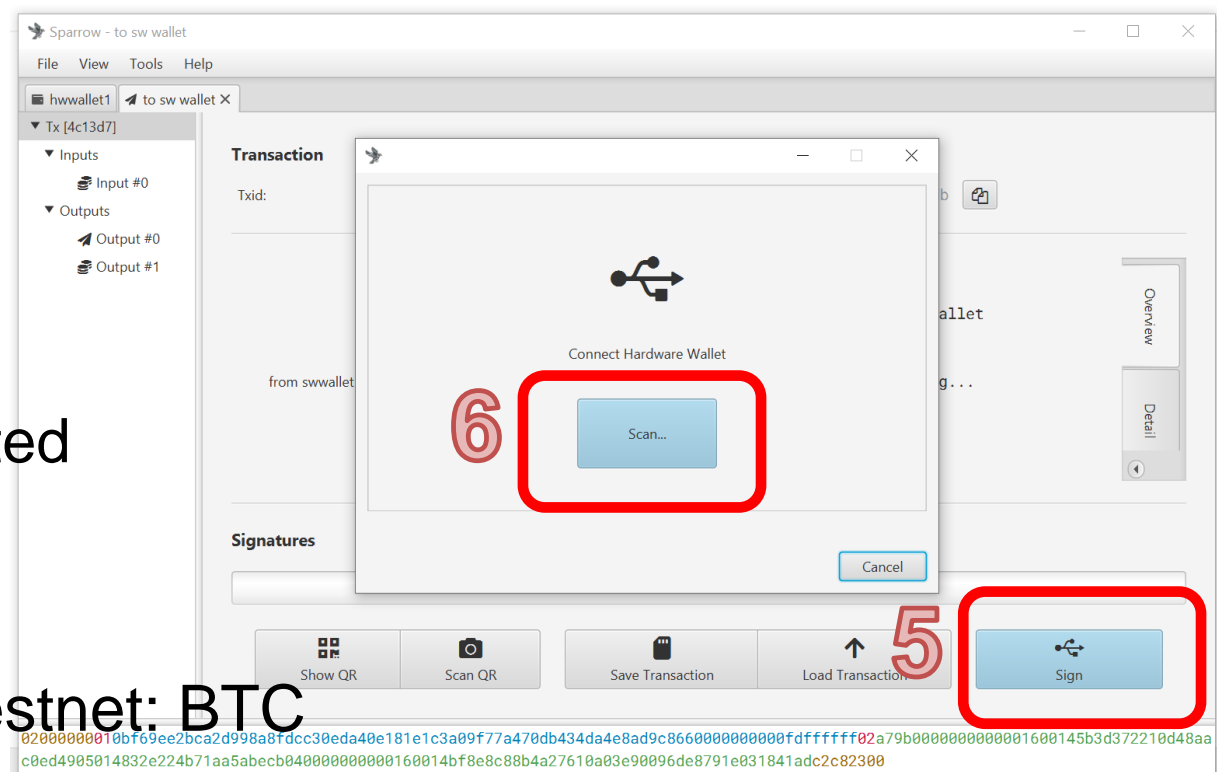 Sparrow - to sw wallet
File View Tools Help
hwwallet1 to sw wallet
Tx [4c13d7]
Inputs
Input #0
Outputs
Output #0
Output #1
Transaction
Txid:
b
allet
from swwallet
g...
Overview
Detail
Connect Hardware Wallet
6
Scan...
Cancel
ted
Signatures
5
Show QR
Scan QR
Save Transaction
Load Transaction
Sign
estnet: BTC
02000000010bf69ee2bca2d998a8fdcc30eda40e181e1c3a09f77a470db434da4e8ad9c8660000000000fdffffff02a79b0000000000001600145b3d372210d48aa
c0ed4905014832e224b71aa5abecb040000000000160014bf8e8c88b4a27610a03e90096de8791e031841adc2c82300